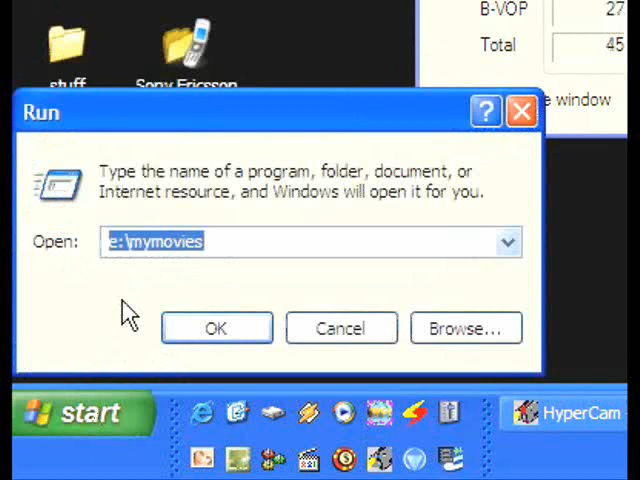 B-VOP 27
Total 45
stuff Sony Ericsson
e window
Run
Type the name of a program, folder, document, or
Internet resource, and Windows will open it for you.
Open: e:\mymovies
OK Cancel Browse...
start HyperCam